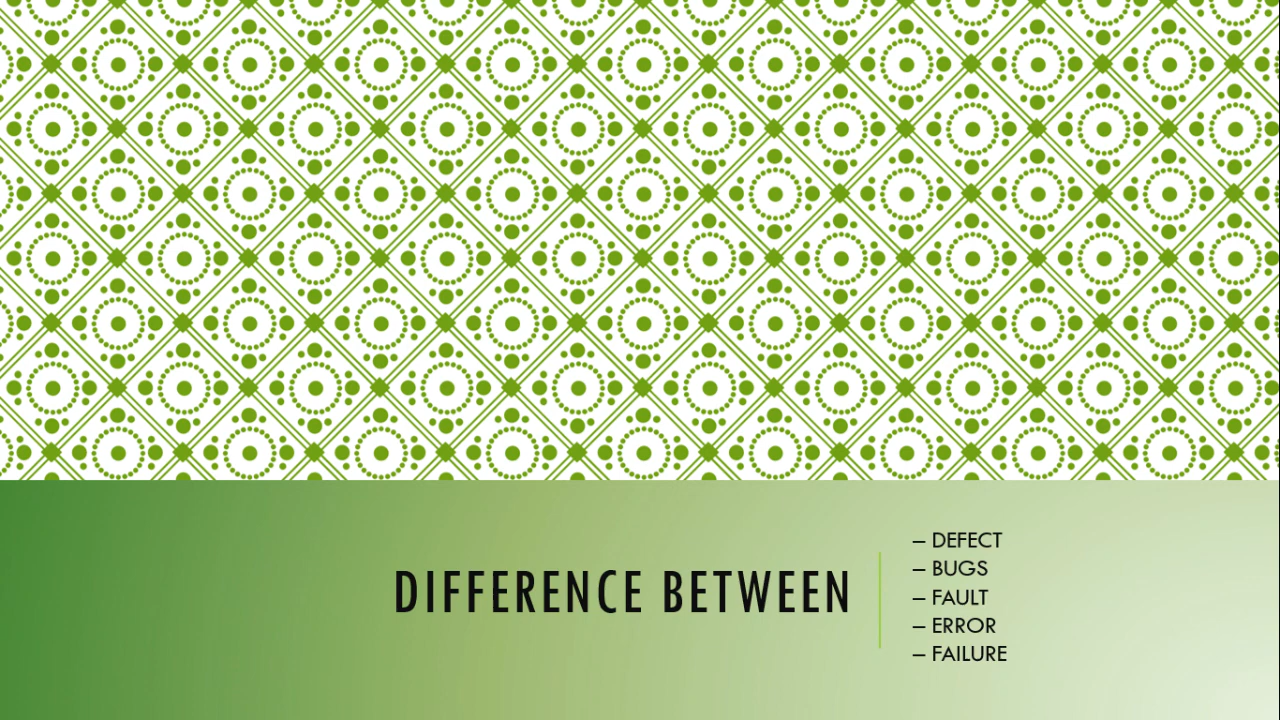 DIFFERENCE BETWEEN
– DEFECT
– BUGS
– FAULT
– ERROR
– FAILURE